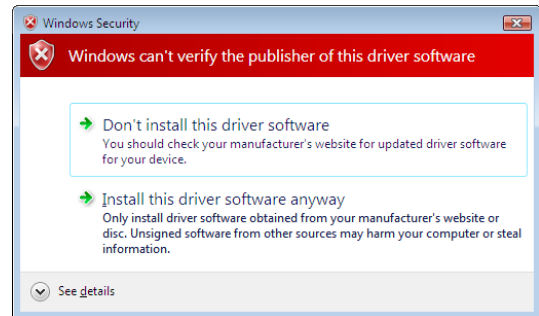 Windows Security
Windows can't verify the publisher of this driver software
Don't install this driver software
You should check your manufacturer's website for updated driver software
for your device.
Install this driver software anyway
Only install driver software obtained from your manufacturer's website or
disc. Unsigned software from other sources may harm your computer or steal
information.
See details